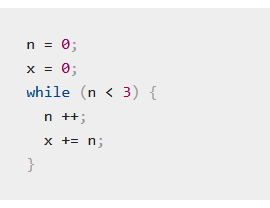 n = 0;
x = 0;
while (n < 3) {
  n ++;
  x += n;
}